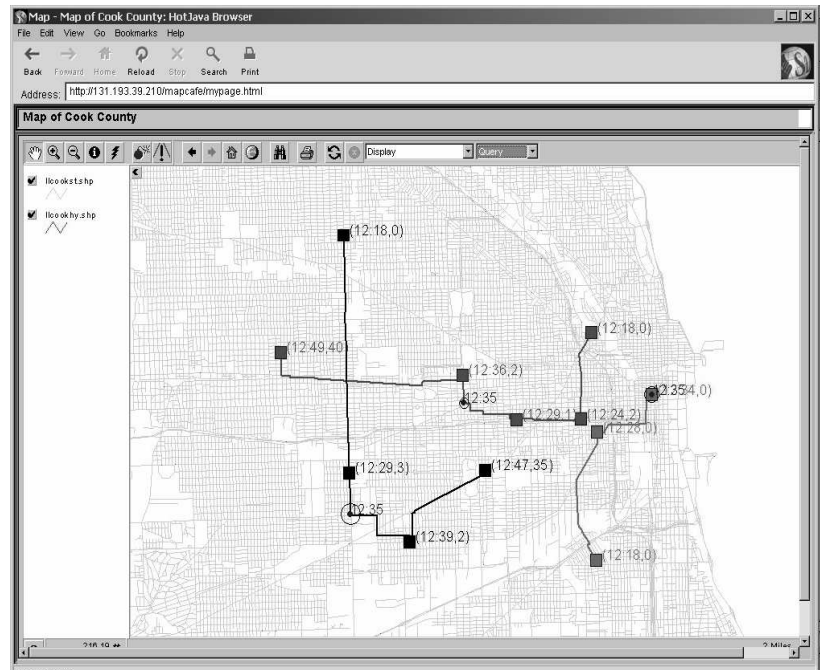 Map - Map of Cook County: HotJava Browser
File Edit View Go Bookmarks Help
Back Forward Home Reload Stop Search Print
Address: http://131.193.39.210/mapcafe/mypage.html
Map of Cook County
Display Query
Ilcookst.shp
Ilcookhy.shp
(12:18,0)
(12:18,0)
(12:49,40)
(12:36,2)
12:35
12:35
(12:29,1)
(12:24,2)
(12:28,0)
(12:29,3)
(12:47,35)
12:35
(12:39,2)
(12:18,0)
2 Miles